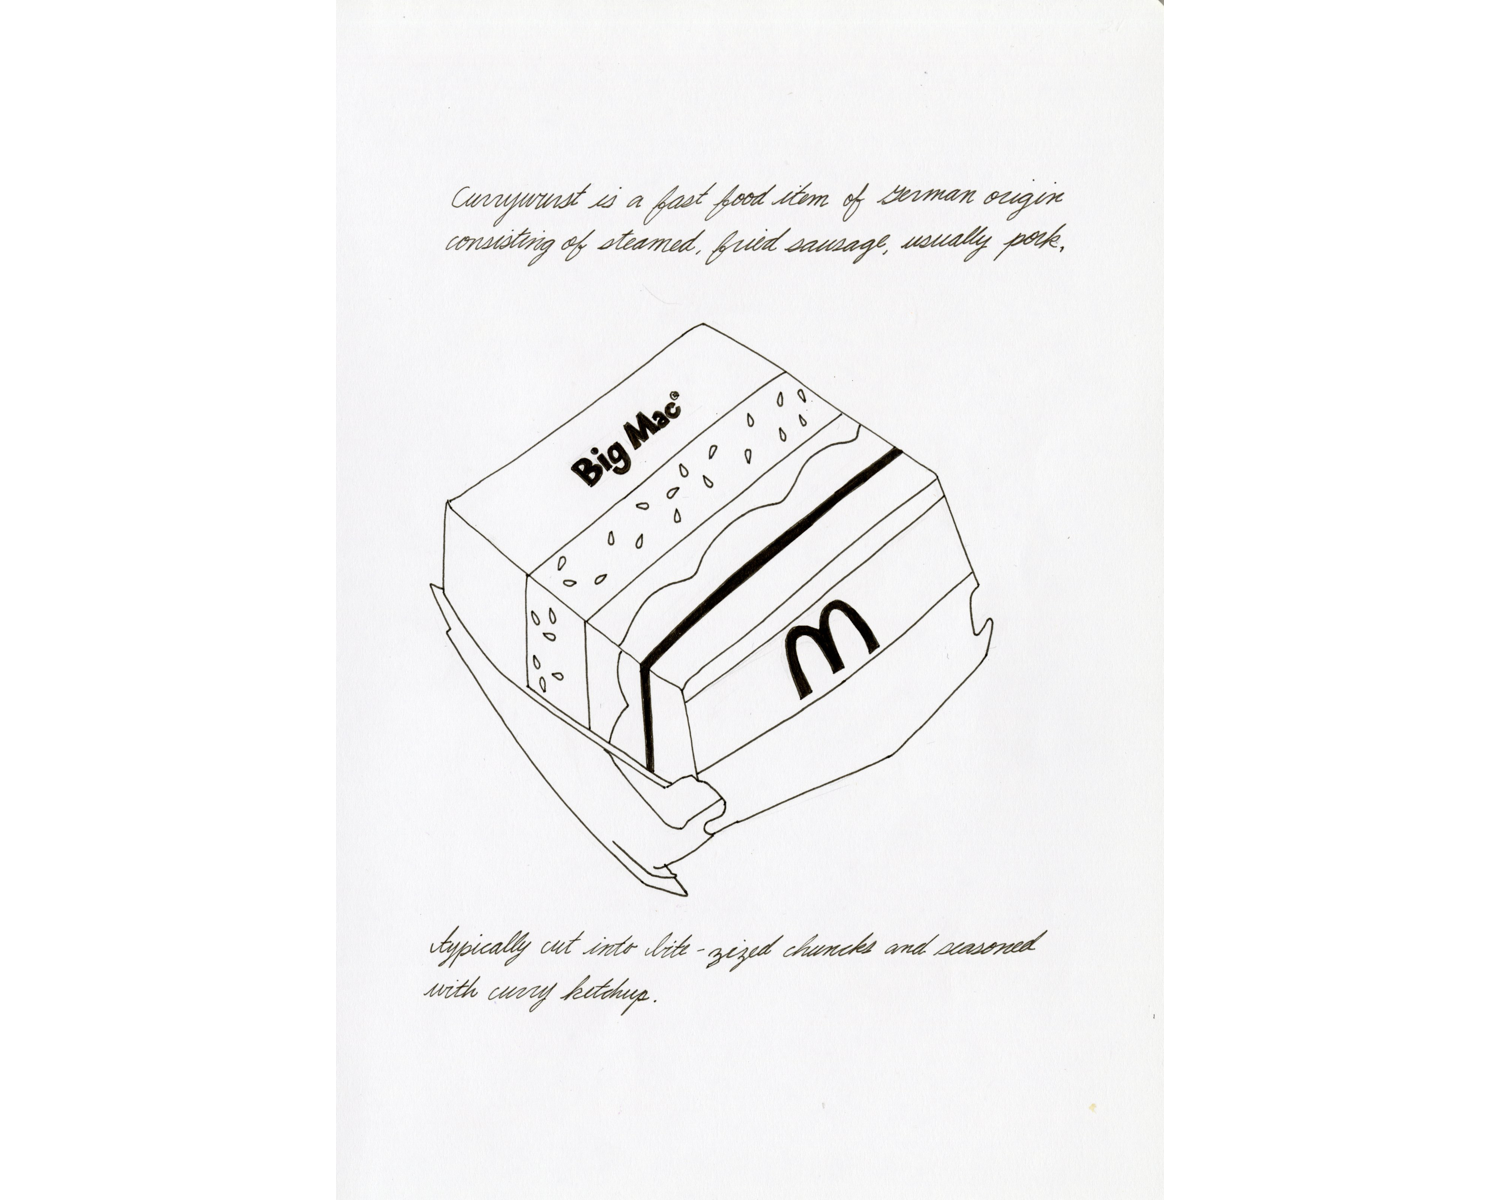 Currywurst is a fast food item of German origin
consisting of steamed, fried sausage, usually pork,
Big Mac®
M
typically cut into bite-zized chuncks and seasoned
with curry ketchup.